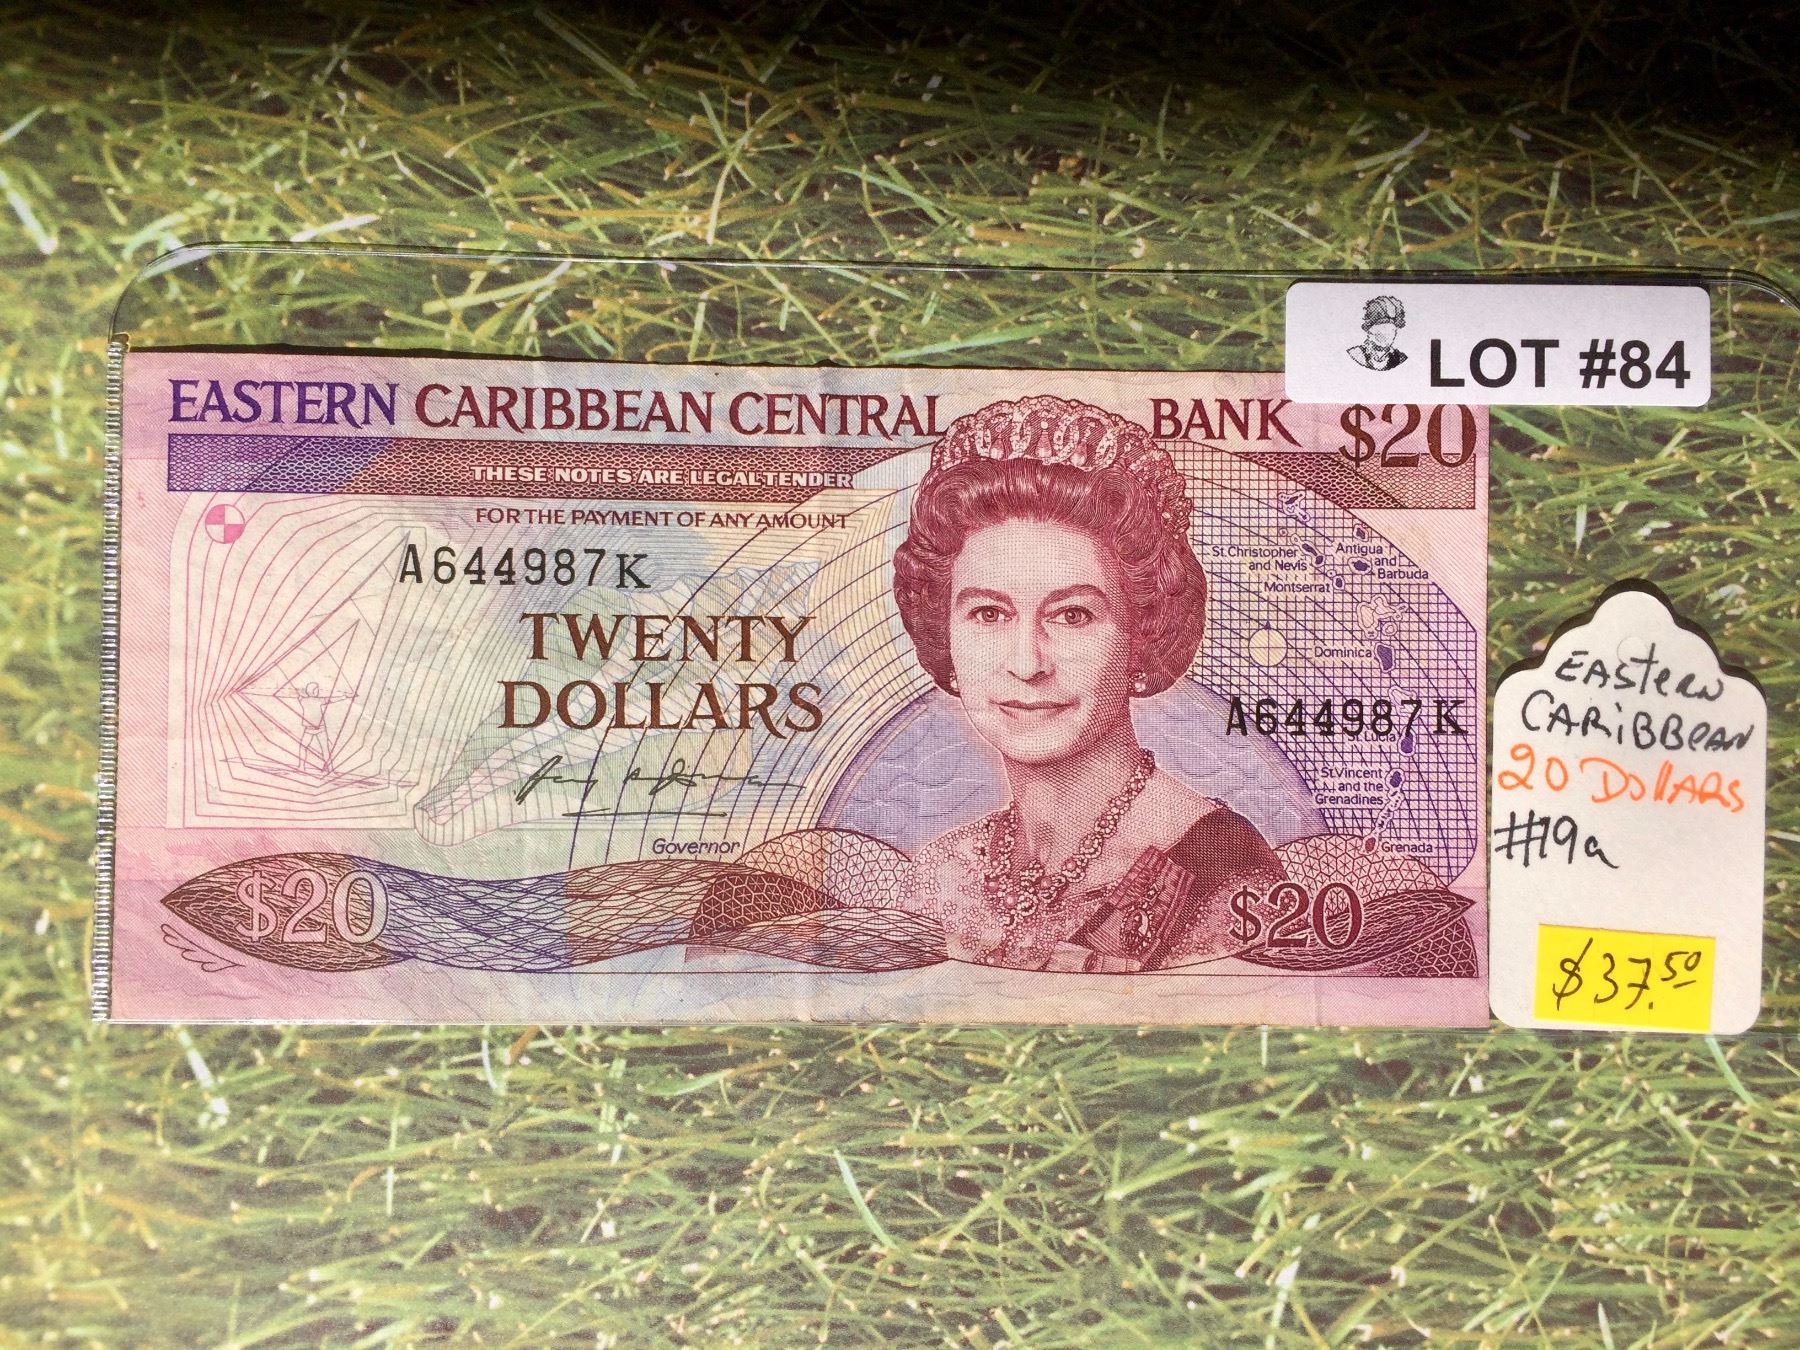 LOT #84
EASTERN CARIBBEAN CENTRAL BANK $20
THESE NOTES ARE LEGAL TENDER
FOR THE PAYMENT OF ANY AMOUNT
A644987K
TWENTY
DOLLARS
Governor
$20
St.Christopher
and Nevis
Antigua
and
Barbuda
Montserrat
Dominica
A644987K
St Lucia
St.Vincent
and the
Grenadines
Grenada
$20
EASTERN
CARIBBEAN
20 DOLLARS
#19a
$37.50